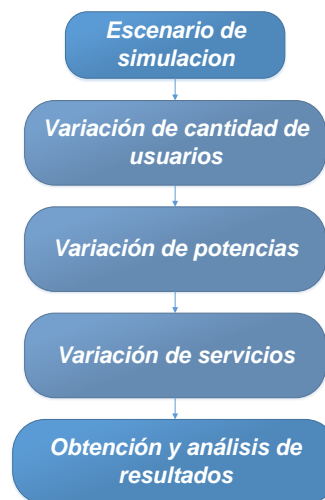 Escenario de
simulacion
Variación de cantidad de
usuarios
Variación de potencias
Variación de servicios
Obtención y análisis de
resultados